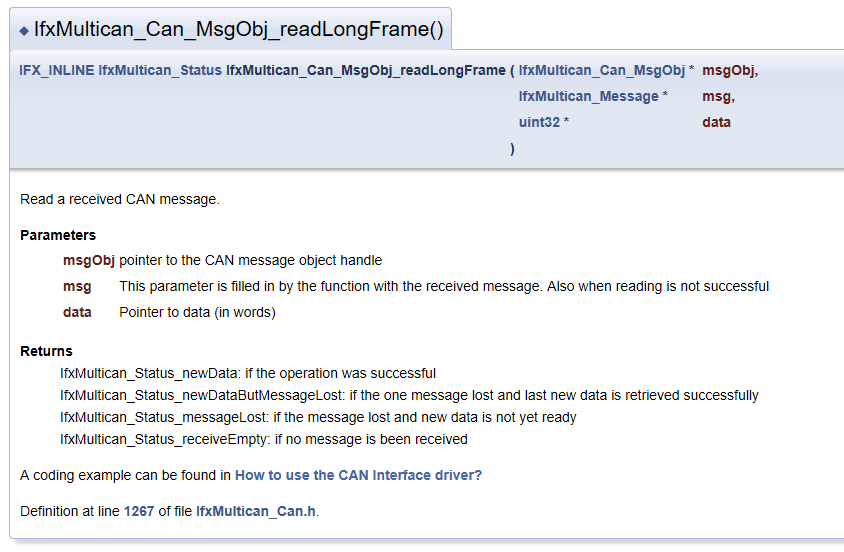 ◆ IfxMultican_Can_MsgObj_readLongFrame()
IFX_INLINE IfxMultican_Status IfxMultican_Can_MsgObj_readLongFrame ( IfxMultican_Can_MsgObj * msgObj,
IfxMultican_Message * msg,
uint32 * data
)
Read a received CAN message.
Parameters
msgObj pointer to the CAN message object handle
msg This parameter is filled in by the function with the received message. Also when reading is not successful
data Pointer to data (in words)
Returns
IfxMultican_Status_newData: if the operation was successful
IfxMultican_Status_newDataButMessageLost: if the one message lost and last new data is retrieved successfully
IfxMultican_Status_messageLost: if the message lost and new data is not yet ready
IfxMultican_Status_receiveEmpty: if no message is been received
A coding example can be found in How to use the CAN Interface driver?
Definition at line 1267 of file IfxMultican_Can.h.